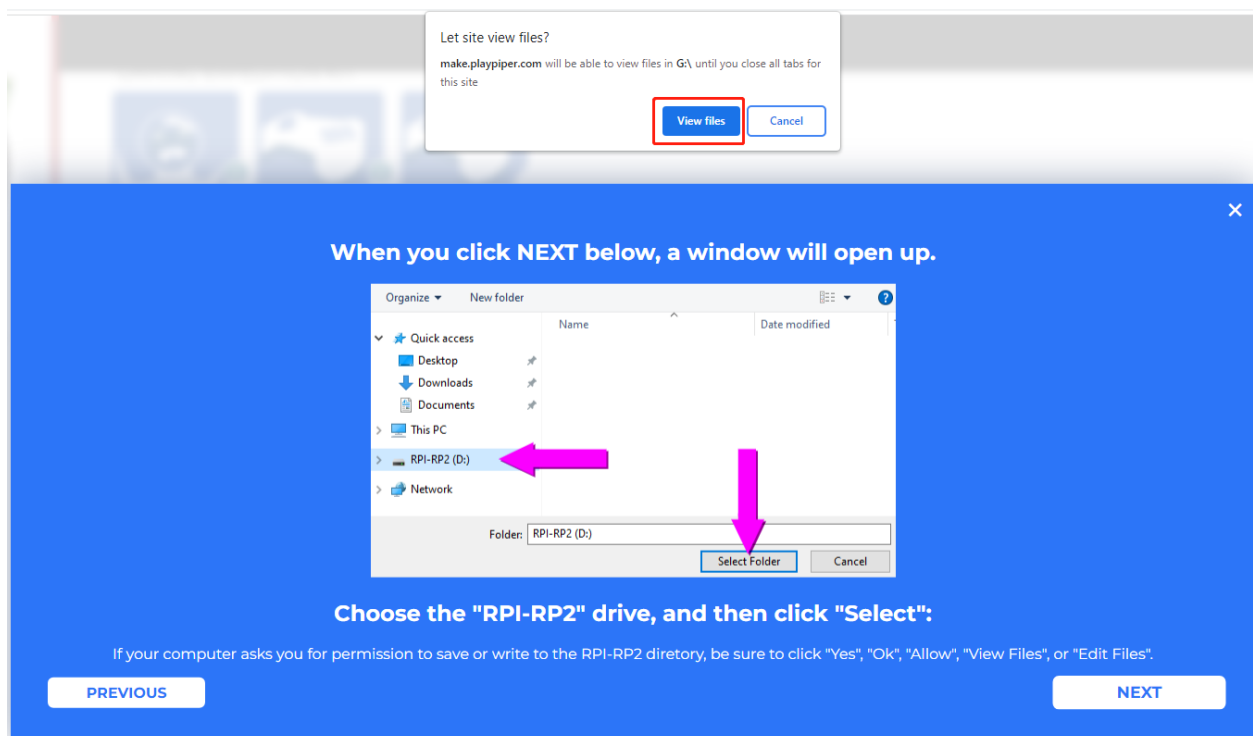 Let site view files?
make.playpiper.com will be able to view files in G:\ until you close all tabs for
this site
View files
Cancel
When you click NEXT below, a window will open up.
Organize
New folder
Name
Date modified
Quick access
Desktop
Downloads
Documents
This PC
RPI-RP2 (D:)
Network
Folder:
RPI-RP2 (D:)
Select Folder
Cancel
Choose the "RPI-RP2" drive, and then click "Select":
If your computer asks you for permission to save or write to the RPI-RP2 diretory, be sure to click "Yes", "Ok", "Allow", "View Files", or "Edit Files".
PREVIOUS
NEXT